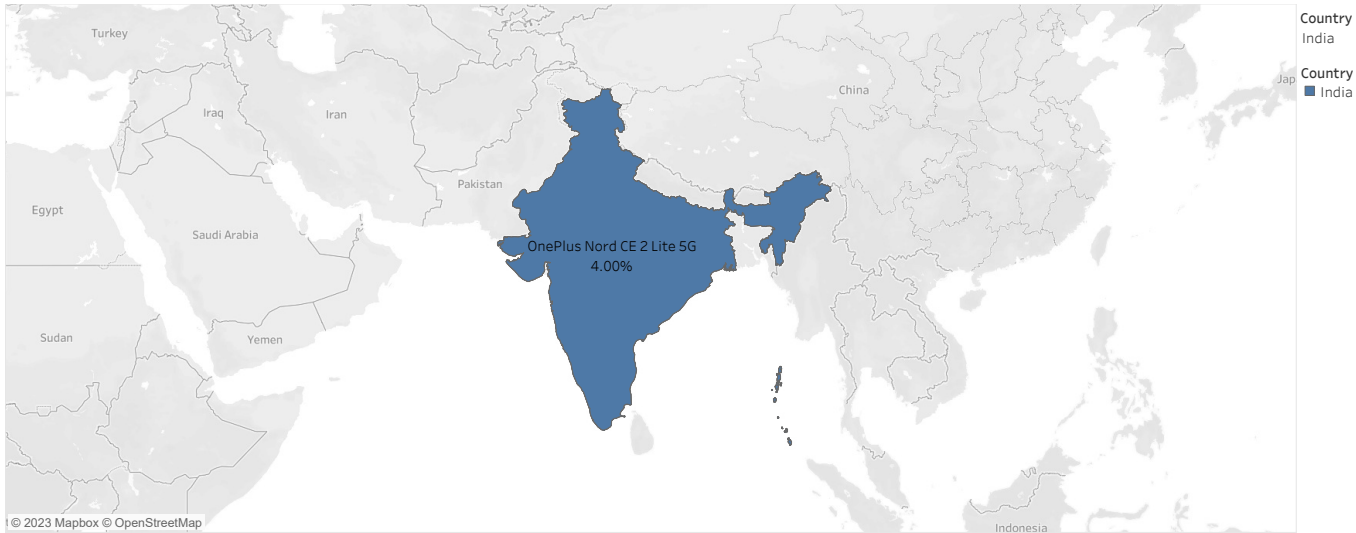 Turkey
Iraq
Iran
China
Jap
Pakistan
Egypt
Saudi Arabia
OnePlus Nord CE 2 Lite 5G
4.00%
Sudan
Yemen
Indonesia
© 2023 Mapbox © OpenStreetMap
Country
India
Country
India